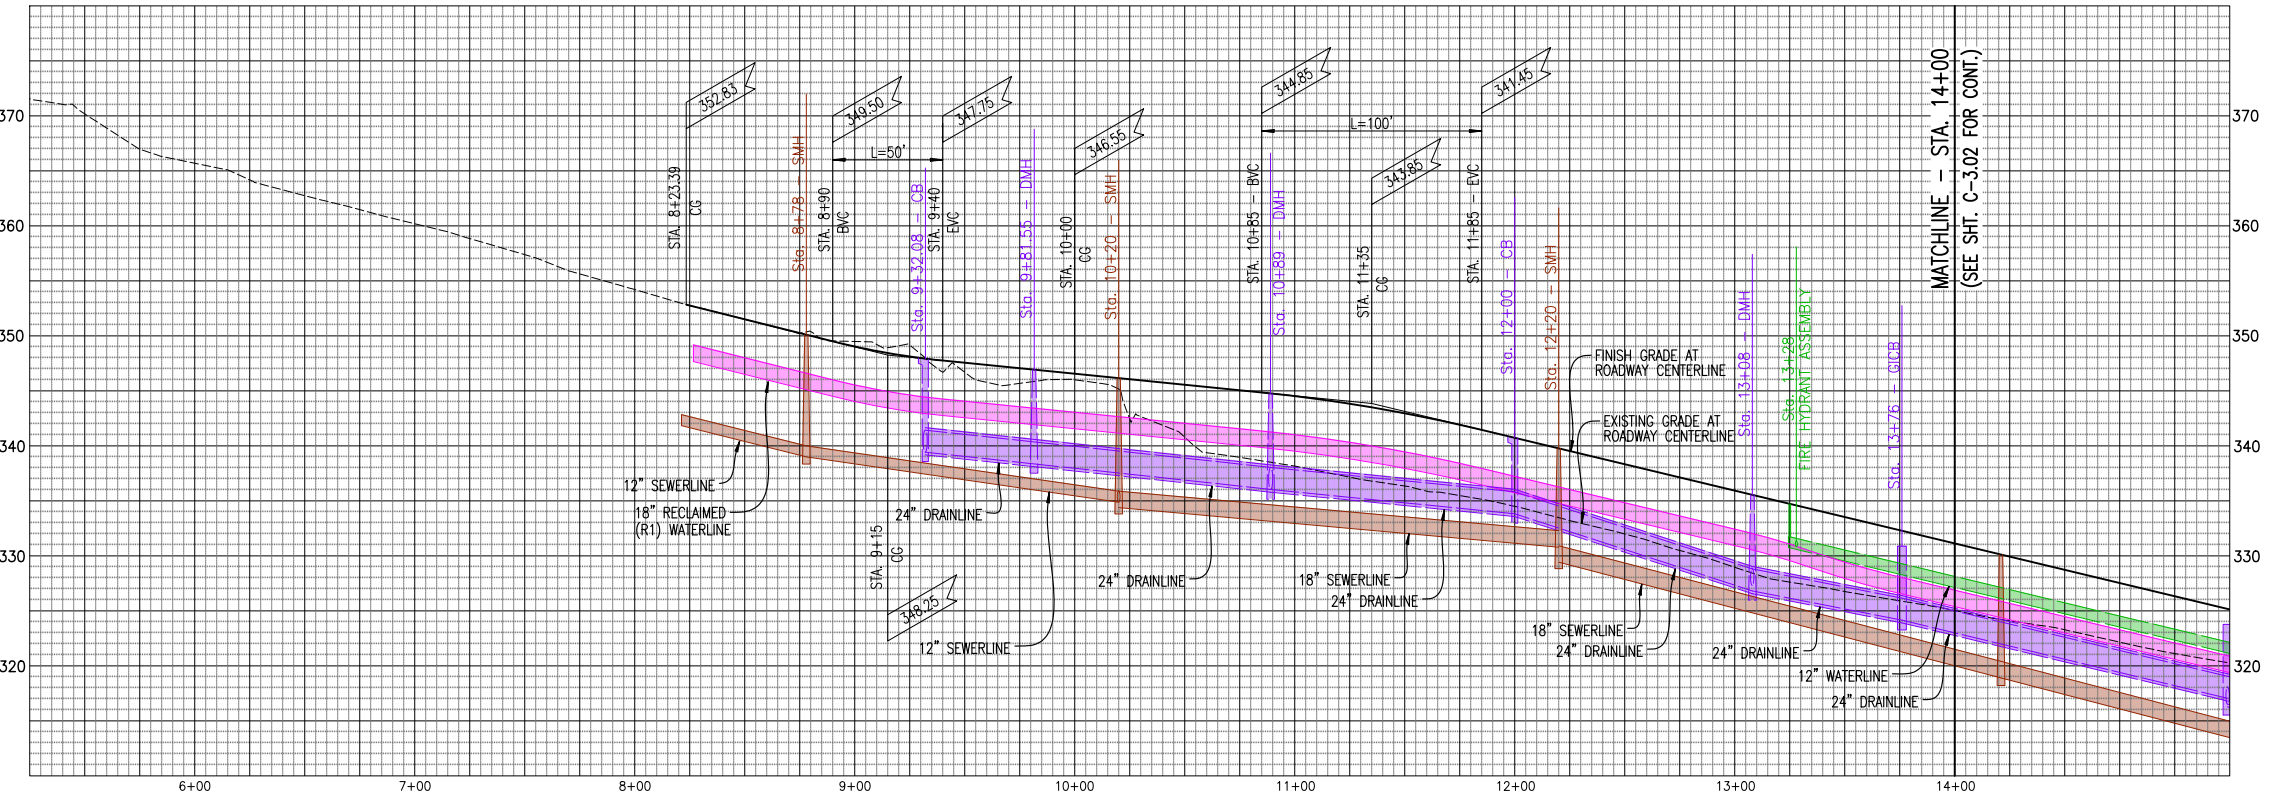 352.83
349.50
347.75
346.55
344.85
343.85
341.45
L=50'
L=100'
370
360
350
340
330
320
370
360
350
340
330
320
STA. 8+23.39
CG
Sta. 8+78 - SMH
STA. 8+90
BVC
Sta. 9+32.08 - CB
STA. 9+40
EVC
Sta. 9+81.55 - DMH
STA. 10+00
CG
Sta. 10+20 - SMH
STA. 10+85 - BVC
Sta. 10+89 - DMH
STA. 11+35
CG
STA. 11+85 - EVC
Sta. 12+00 - CB
Sta. 12+20 - SMH
FINISH GRADE AT
ROADWAY CENTERLINE
EXISTING GRADE AT
ROADWAY CENTERLINE
Sta. 13+08 - DMH
Sta. 13+28
FIRE HYDRANT ASSEMBLY
Sta. 13+76 - GICB
MATCHLINE - STA. 14+00
(SEE SHT. C-3.02 FOR CONT.)
12" SEWERLINE
18" RECLAIMED
(R1) WATERLINE
STA. 9+15
CG
348.25
24" DRAINLINE
12" SEWERLINE
24" DRAINLINE
18" SEWERLINE
24" DRAINLINE
18" SEWERLINE
24" DRAINLINE
24" DRAINLINE
12" WATERLINE
24" DRAINLINE
6+00
7+00
8+00
9+00
10+00
11+00
12+00
13+00
14+00